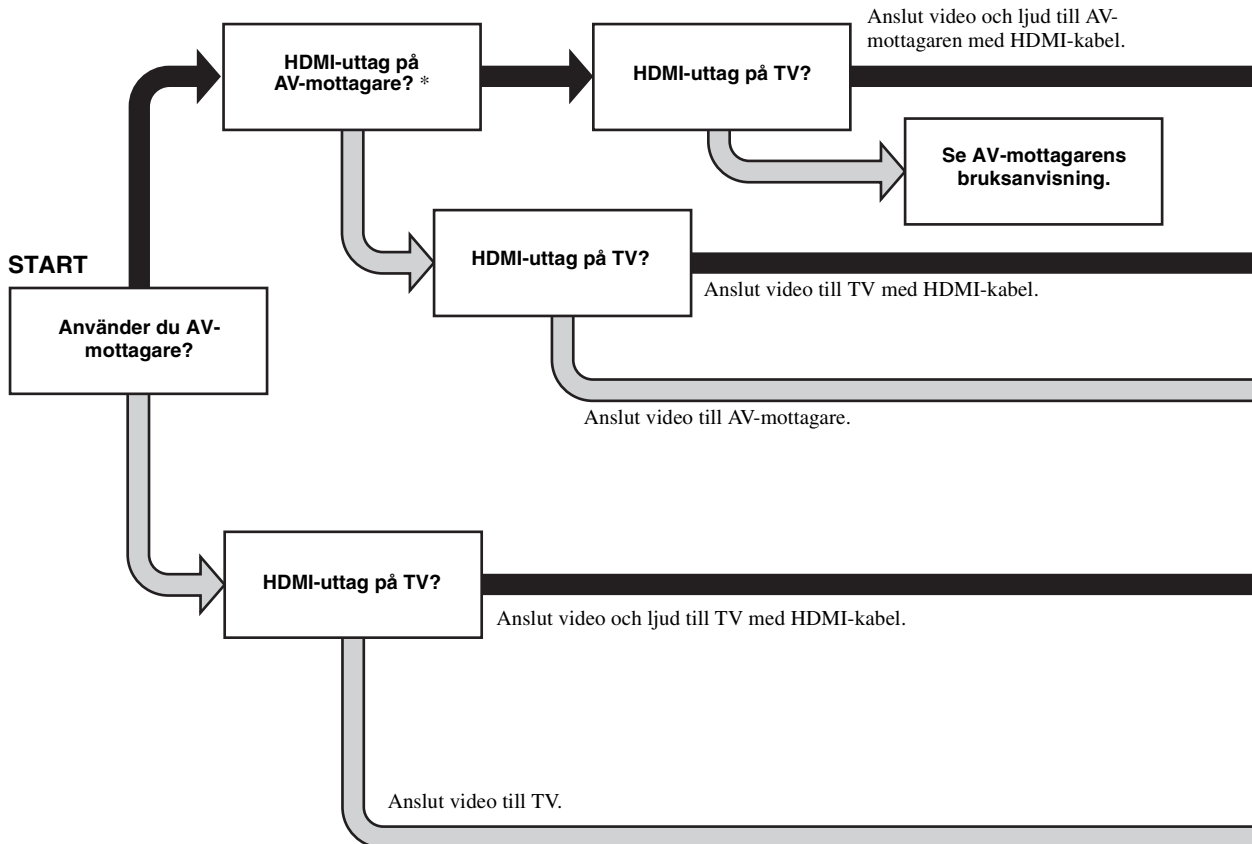 Anslut video och ljud till AV-
mottagaren med HDMI-kabel.
HDMI-uttag på
AV-mottagare? *
HDMI-uttag på TV?
Se AV-mottagarens
bruksanvisning.
HDMI-uttag på TV?
START
Anslut video till TV med HDMI-kabel.
Använder du AV-
mottagare?
Anslut video till AV-mottagare.
HDMI-uttag på TV?
Anslut video och ljud till TV med HDMI-kabel.
Anslut video till TV.